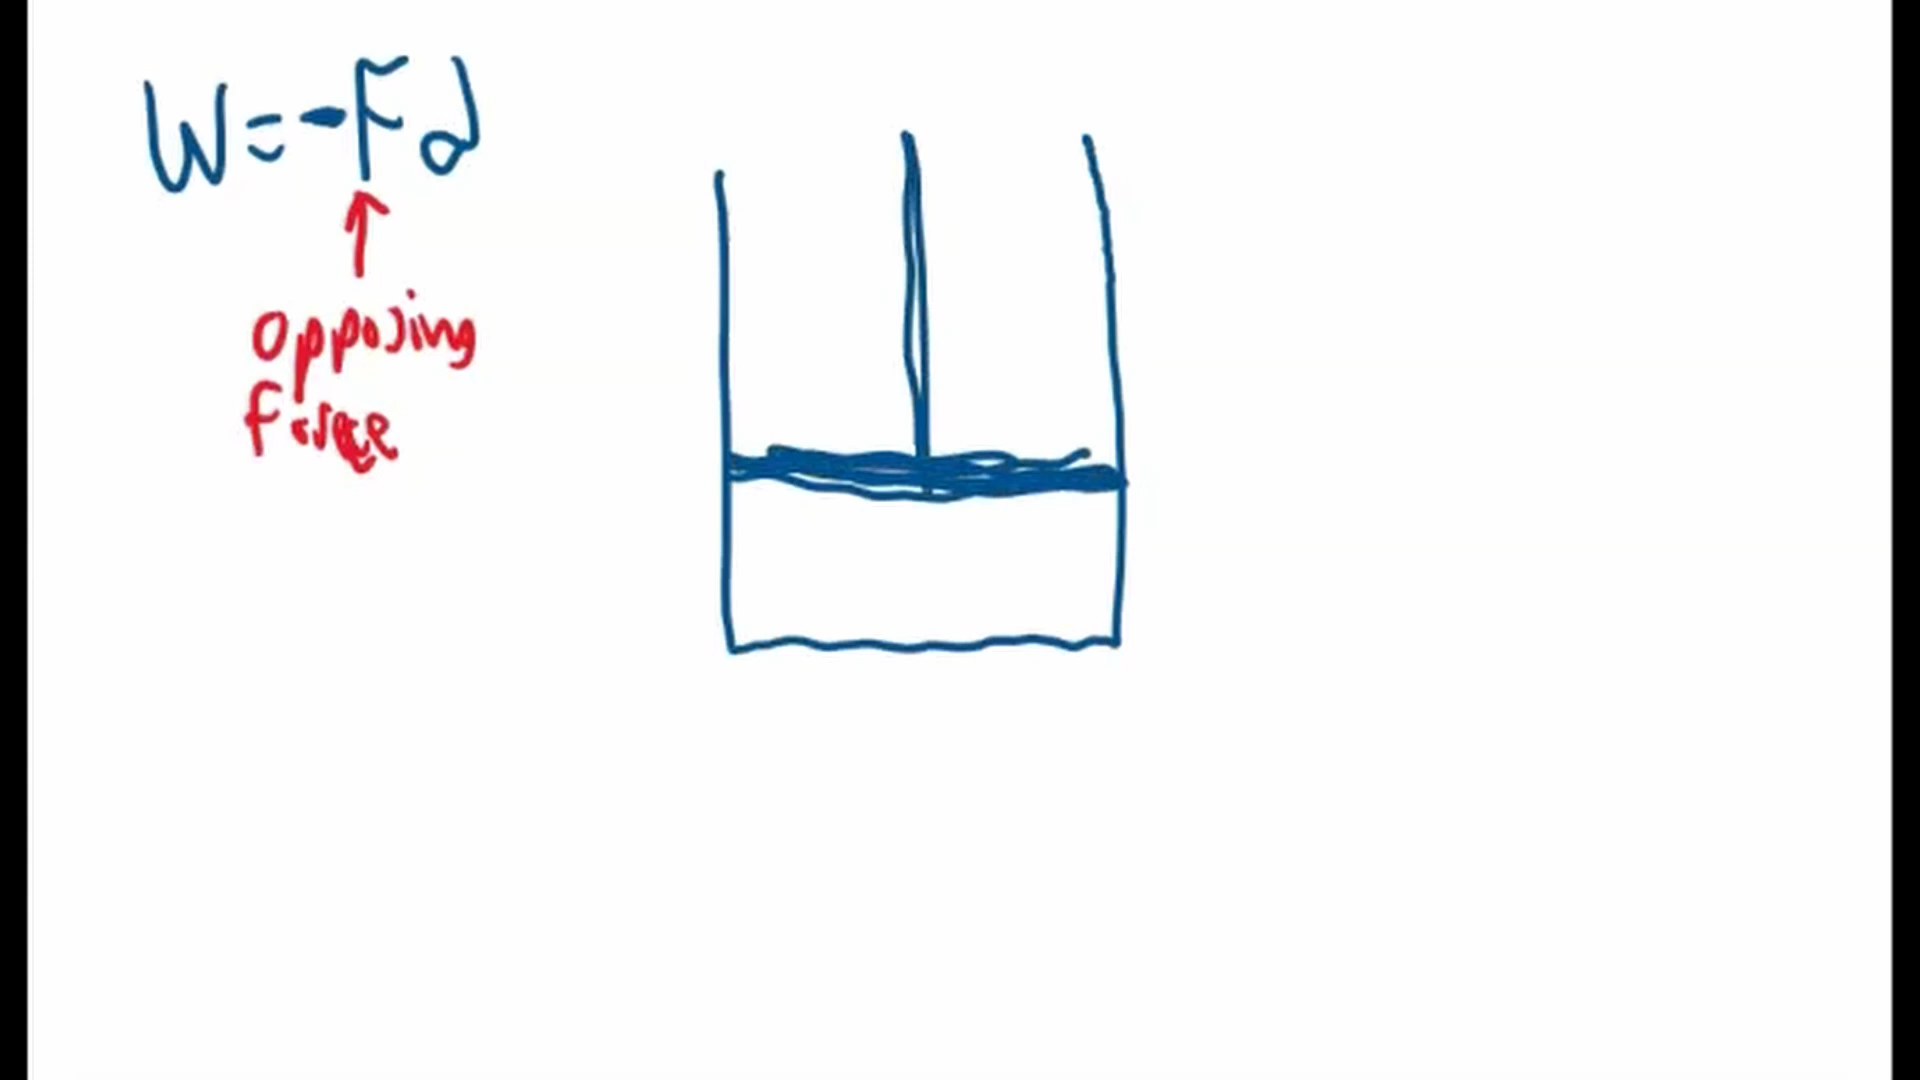 W=-Fd
↑
opposing
force